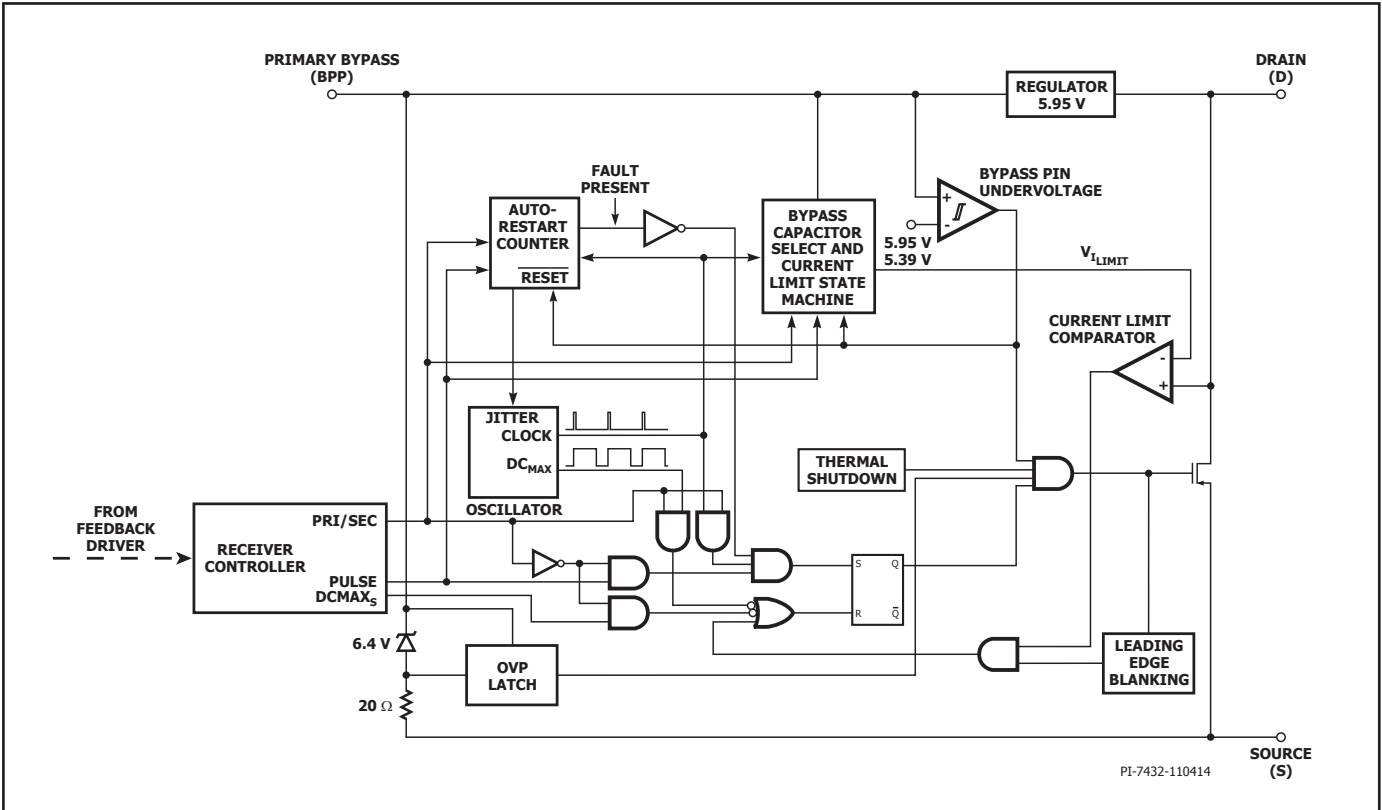 PRIMARY BYPASS
(BPP)
REGULATOR
5.95 V
DRAIN
(D)
FAULT
PRESENT
AUTO-
RESTART
COUNTER
RESET
BYPASS
CAPACITOR
SELECT AND
CURRENT
LIMIT STATE
MACHINE
BYPASS PIN
UNDERVOLTAGE
+
-
5.95 V
5.39 V
VILIMIT
CURRENT LIMIT
COMPARATOR
-
+
JITTER
CLOCK
DCMAX
OSCILLATOR
THERMAL
SHUTDOWN
FROM
FEEDBACK
DRIVER
RECEIVER
CONTROLLER
PRI/SEC
PULSE
DCMAXS
S Q
R Q̅
6.4 V
OVP
LATCH
LEADING
EDGE
BLANKING
20 Ω
SOURCE
(S)
PI-7432-110414